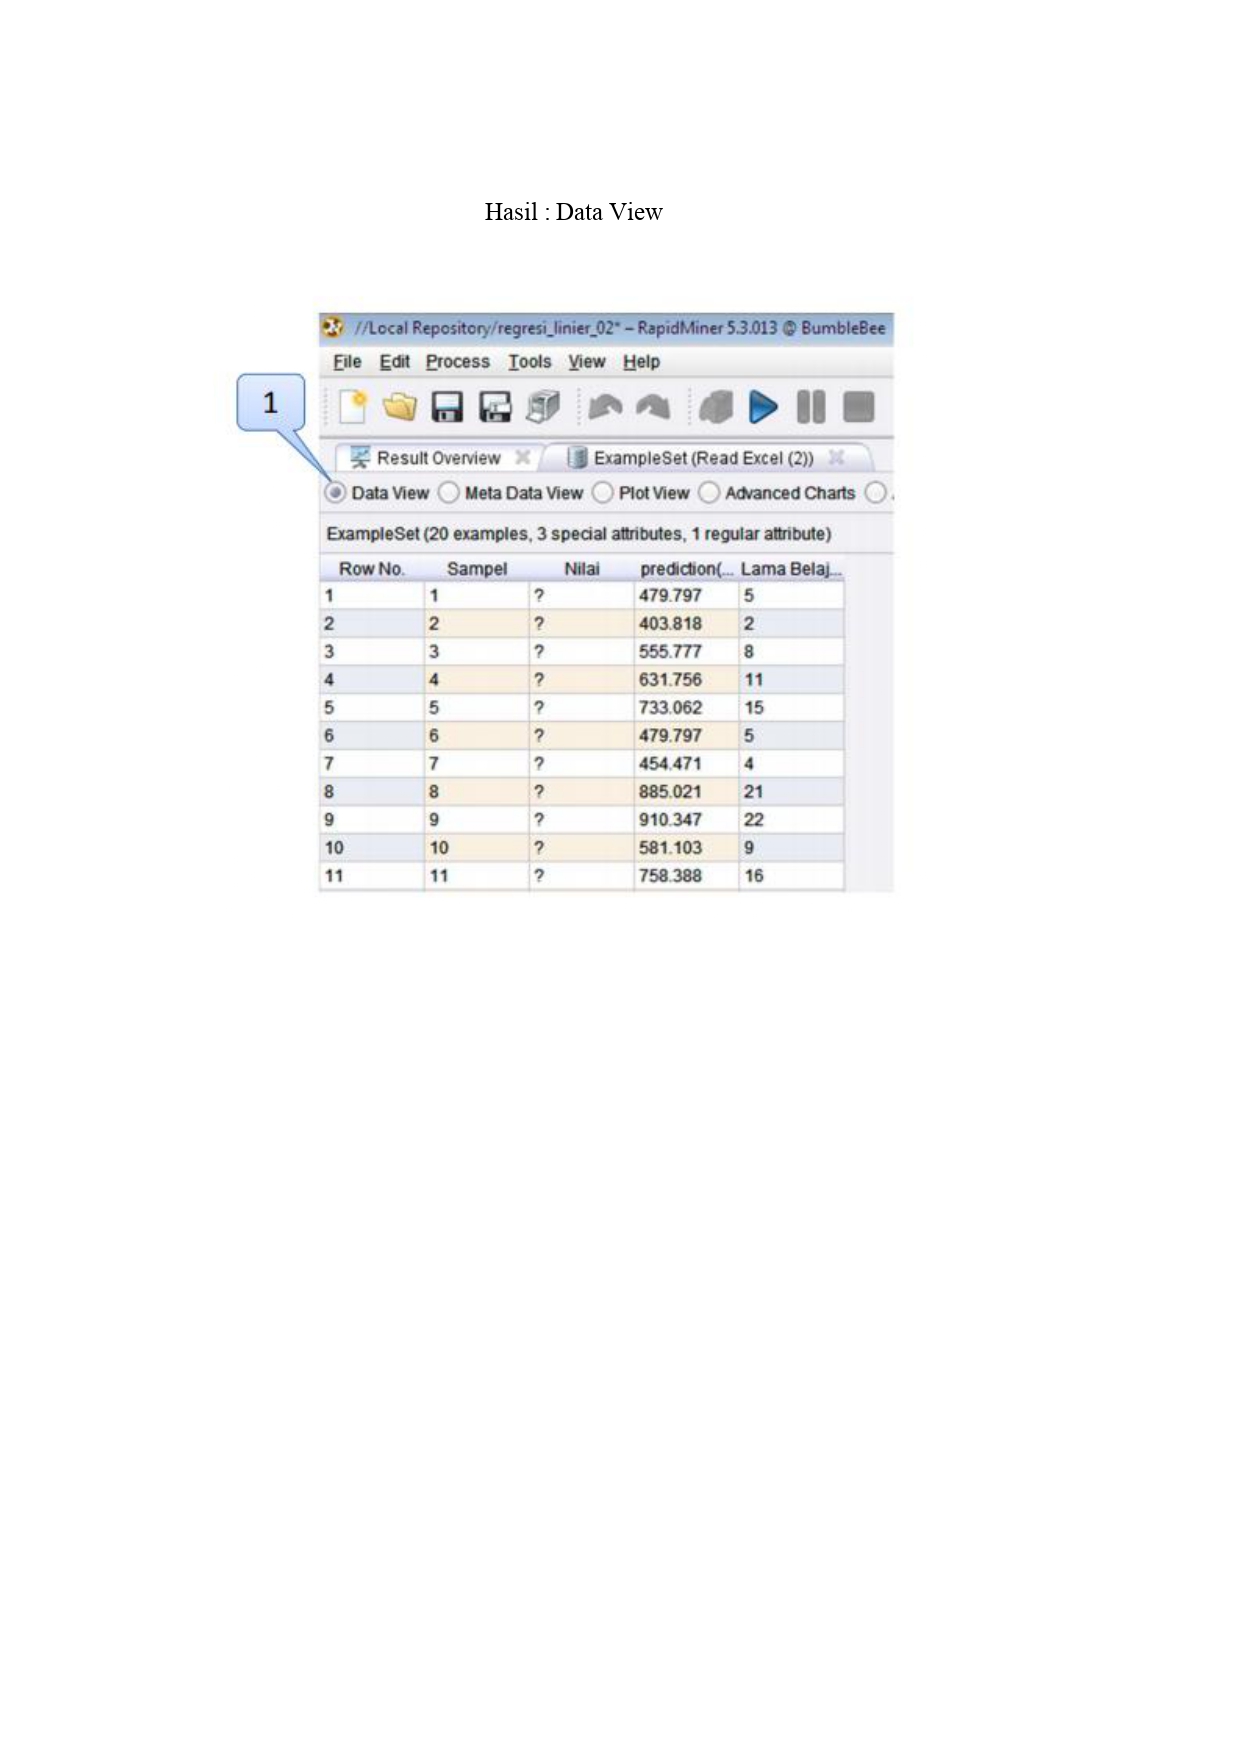 Hasil : Data View
//Local Repository/regresi_linier_02* – RapidMiner 5.3.013 @ BumbleBee
File Edit Process Tools View Help
1
Result Overview ExampleSet (Read Excel (2))
Data View Meta Data View Plot View Advanced Charts
ExampleSet (20 examples, 3 special attributes, 1 regular attribute)
Row No. Sampel Nilai prediction(... Lama Belaj...
1 1 ? 479.797 5
2 2 ? 403.818 2
3 3 ? 555.777 8
4 4 ? 631.756 11
5 5 ? 733.062 15
6 6 ? 479.797 5
7 7 ? 454.471 4
8 8 ? 885.021 21
9 9 ? 910.347 22
10 10 ? 581.103 9
11 11 ? 758.388 16